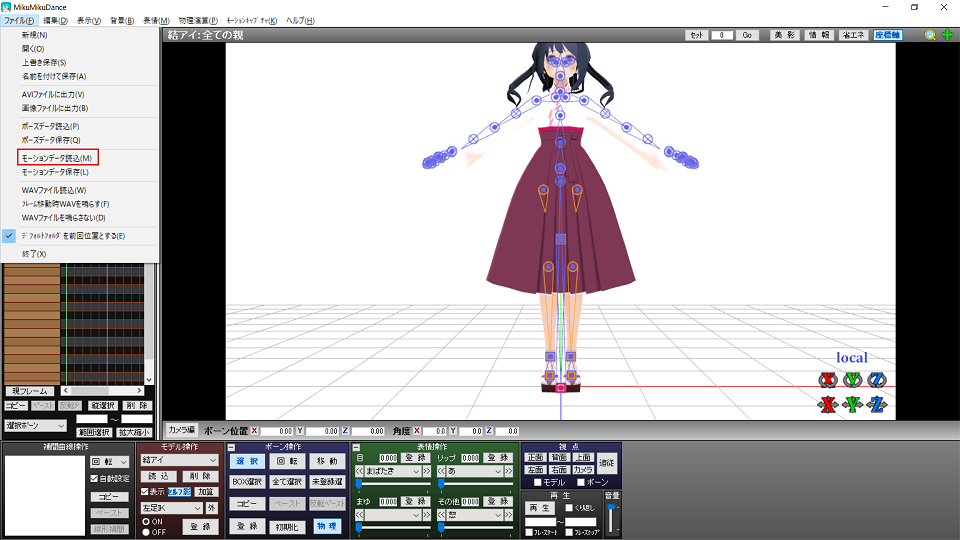 MikuMikuDance
ファイル(F) 編集(D) 表示(V) 背景(B) 表情(M) 物理演算(P) モーションキャプチャ(K) ヘルプ(H)
新規(N)
開く(O)
上書き保存(S)
名前を付けて保存(A)
AVIファイルに出力(V)
画像ファイルに出力(B)
ポーズデータ読込(P)
ポーズデータ保存(Q)
モーションデータ読込(M)
モーションデータ保存(L)
WAVファイル読込(W)
フレーム移動時WAVを鳴らす(F)
WAVファイルを鳴らさない(D)
デフォルトフォルダを前回位置とする(E)
終了(X)
結アイ:全ての親
セット 0 Go 美 影 情 報 省エネ 座標軸
local
X Y Z
X Y Z
親フレーム
コピー ペースト 反転P 縦選択 削 除
選択ボーン ～
範囲選択 拡大縮小
カメラ編 ボーン位置 X 0.00 Y 0.00 Z 0.00 角度 X 0.0 Y 0.0 Z 0.0
補間曲線操作
回 転
自動設定
コピー
ペースト
線形補間
モデル操作
結アイ
読 込 削 除
表示 セルフ影 加算
左足IK 外
ON
OFF
登 録
ボーン操作
選 択 回 転 移 動
BOX選択 全て選択 未登録選
コピー ペースト 反転ペースト
登 録 初期化 物 理
表情操作
目 0.000 登 録 リップ 0.000 登 録
<< まばたき >> << あ >>
まゆ 0.000 登 録 その他 0.000 登 録
<< >> << 怒 >>
視 点
正面 背面 上面
左面 右面 カメラ
追従
モデル ボーン
再 生
再 生 くり返し
～
フレ・スタート フレ・ストップ
音量